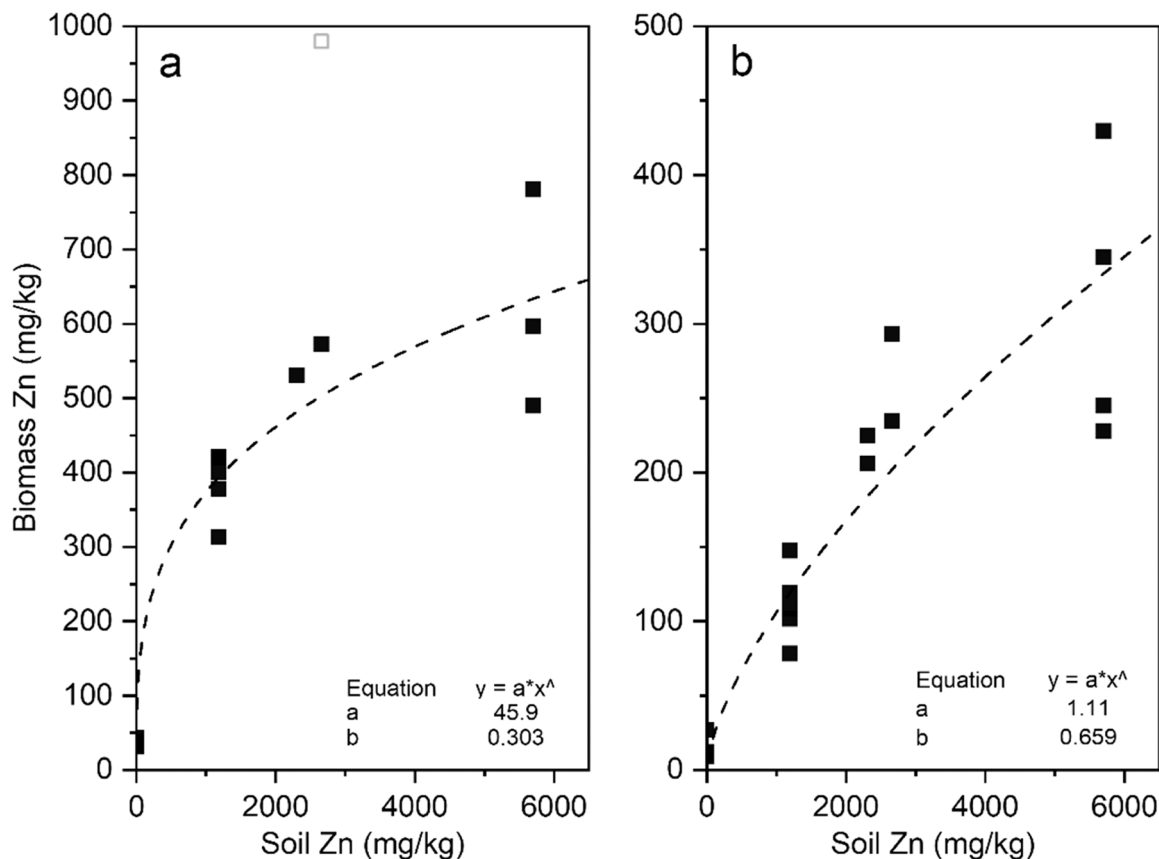 a
1000
900
800
700
600
500
400
300
200
100
0
Biomass Zn (mg/kg)
0 2000 4000 6000
Soil Zn (mg/kg)
Equation y = a*x^
a 45.9
b 0.303
b
500
400
300
200
100
0
0 2000 4000 6000
Soil Zn (mg/kg)
Equation y = a*x^
a 1.11
b 0.659